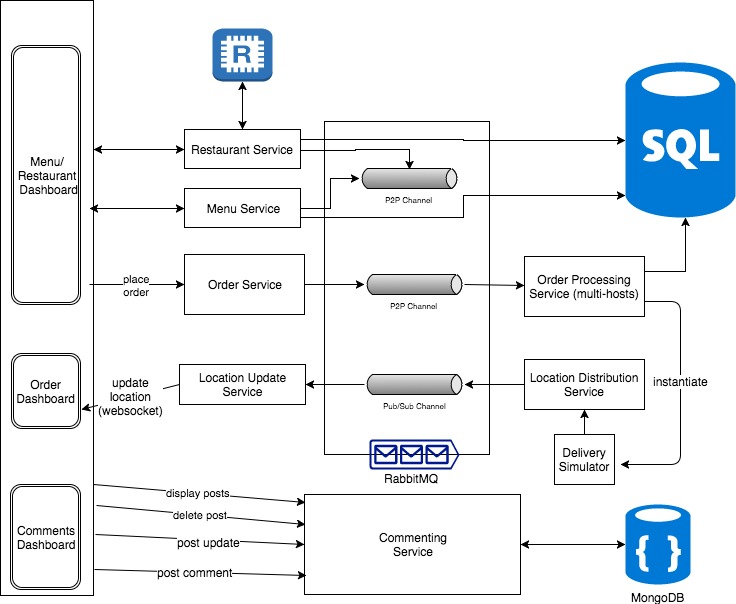 R
Restaurant Service
SQL
Menu/
Restaurant
Dashboard
P2P Channel
Menu Service
place
order
Order Service
P2P Channel
Order Processing
Service (multi-hosts)
Order
Dashboard
update
location
(websocket)
Location Update
Service
Pub/Sub Channel
Location Distribution
Service
instantiate
Delivery
Simulator
RabbitMQ
Comments
Dashboard
display posts
delete post
post update
post comment
Commenting
Service
{ }
MongoDB